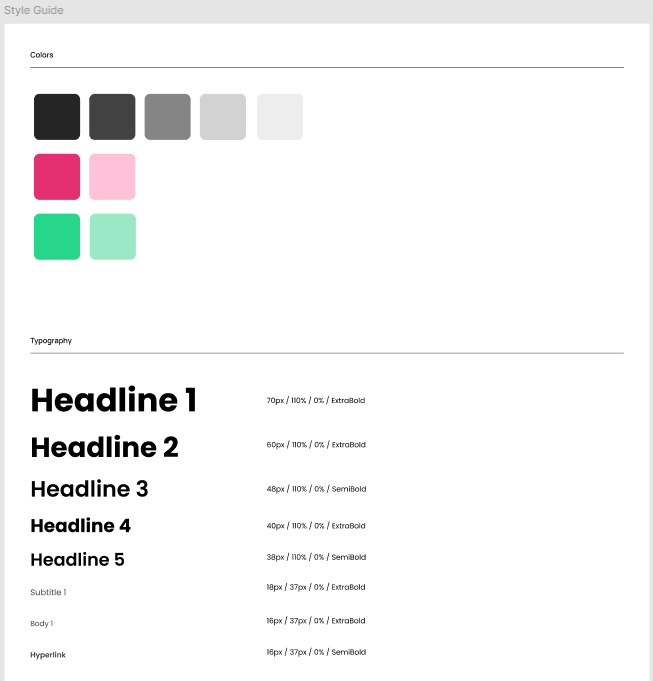 Style Guide
Colors
Typography
Headline 1
70px / 110% / 0% / ExtraBold
Headline 2
60px / 110% / 0% / ExtraBold
Headline 3
48px / 110% / 0% / SemiBold
Headline 4
40px / 110% / 0% / ExtraBold
Headline 5
38px / 110% / 0% / SemiBold
Subtitle 1
18px / 37px / 0% / ExtraBold
Body 1
16px / 37px / 0% / ExtraBold
Hyperlink
16px / 37px / 0% / SemiBold